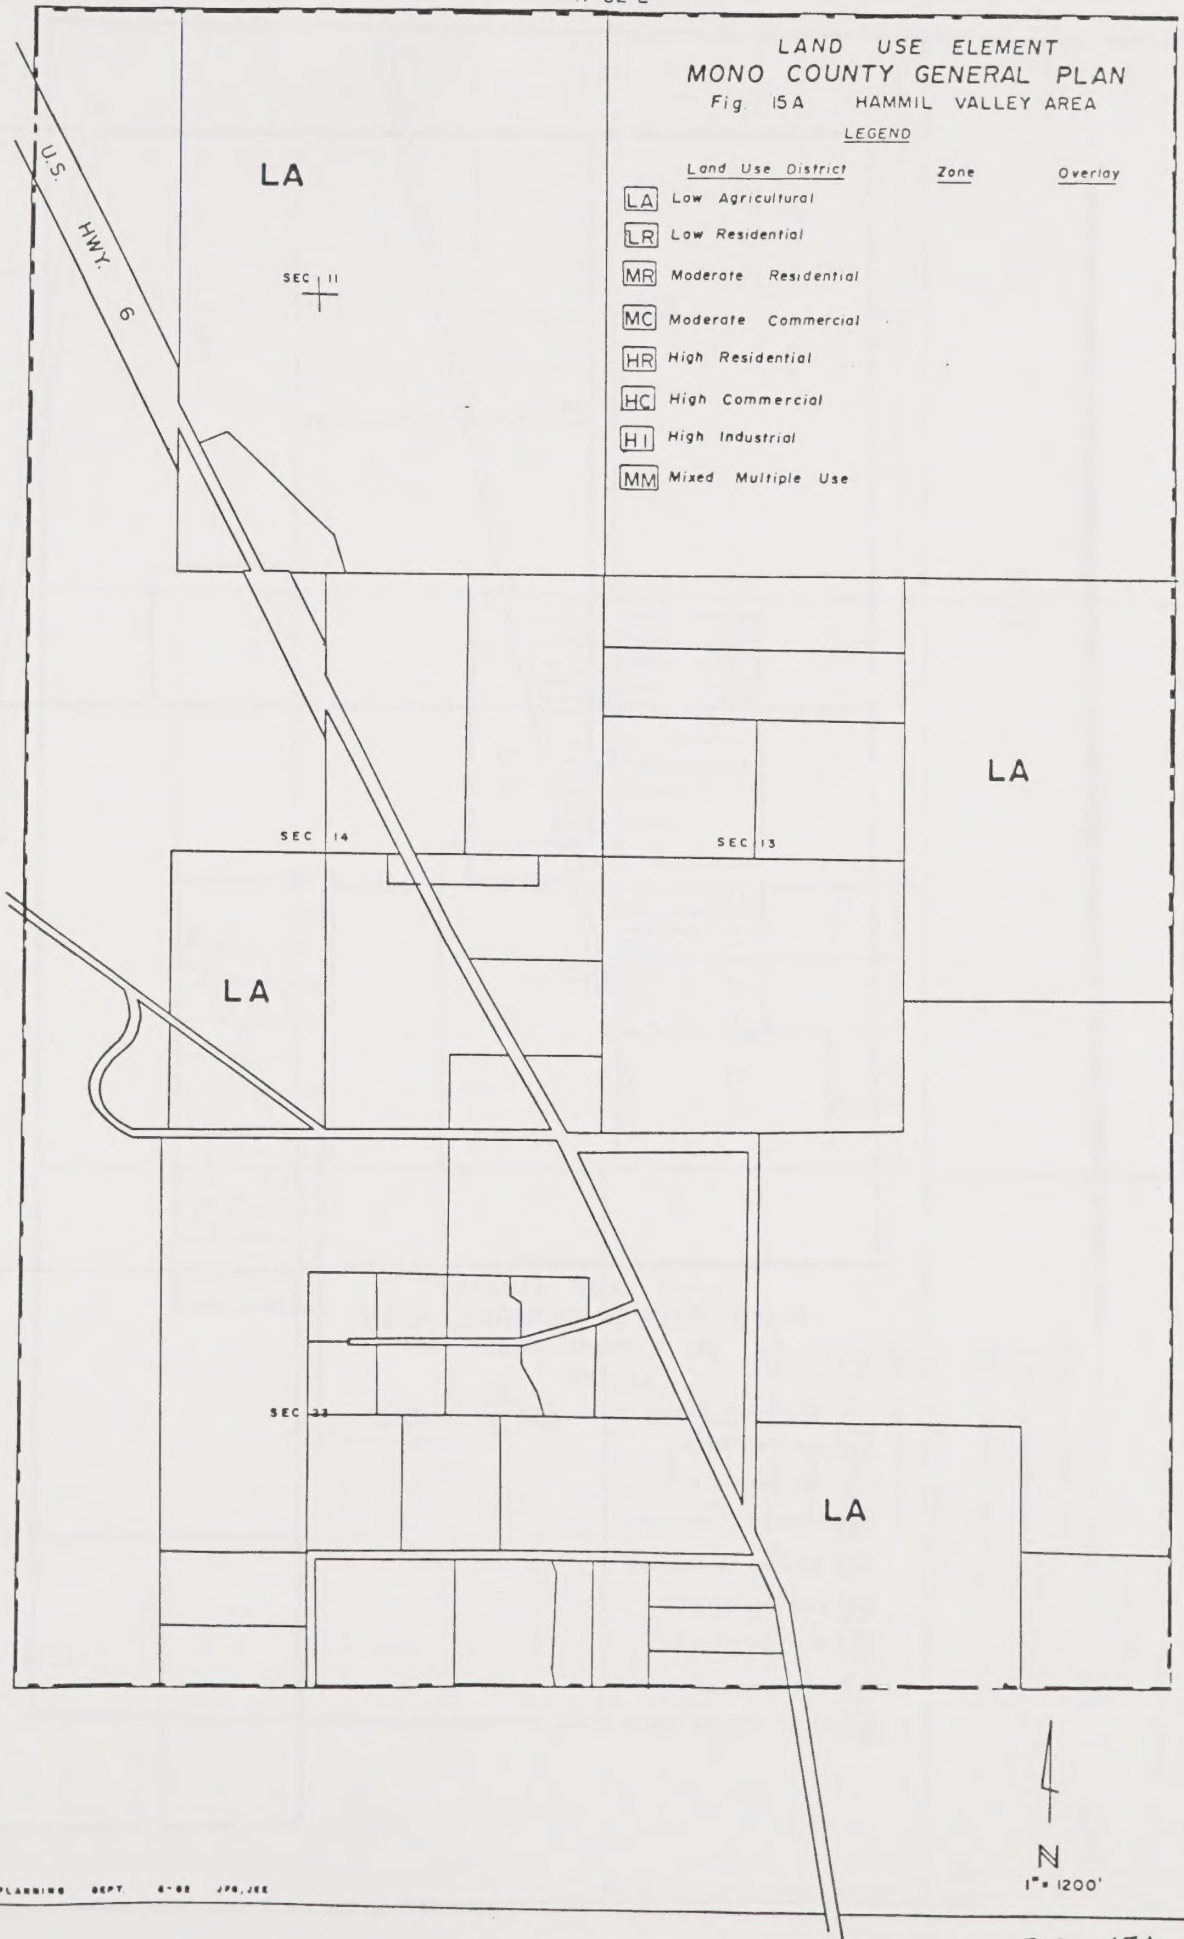 LAND USE ELEMENT
MONO COUNTY GENERAL PLAN
Fig. 15A HAMMIL VALLEY AREA
LEGEND
Land Use District Zone Overlay
LA Low Agricultural
LR Low Residential
MR Moderate Residential
MC Moderate Commercial
HR High Residential
HC High Commercial
HI High Industrial
MM Mixed Multiple Use
U.S. HWY. 6
LA
SEC 11
LA
SEC 14
SEC 13
LA
SEC 23
LA
N
1" = 1200'
PLANNING DEPT.